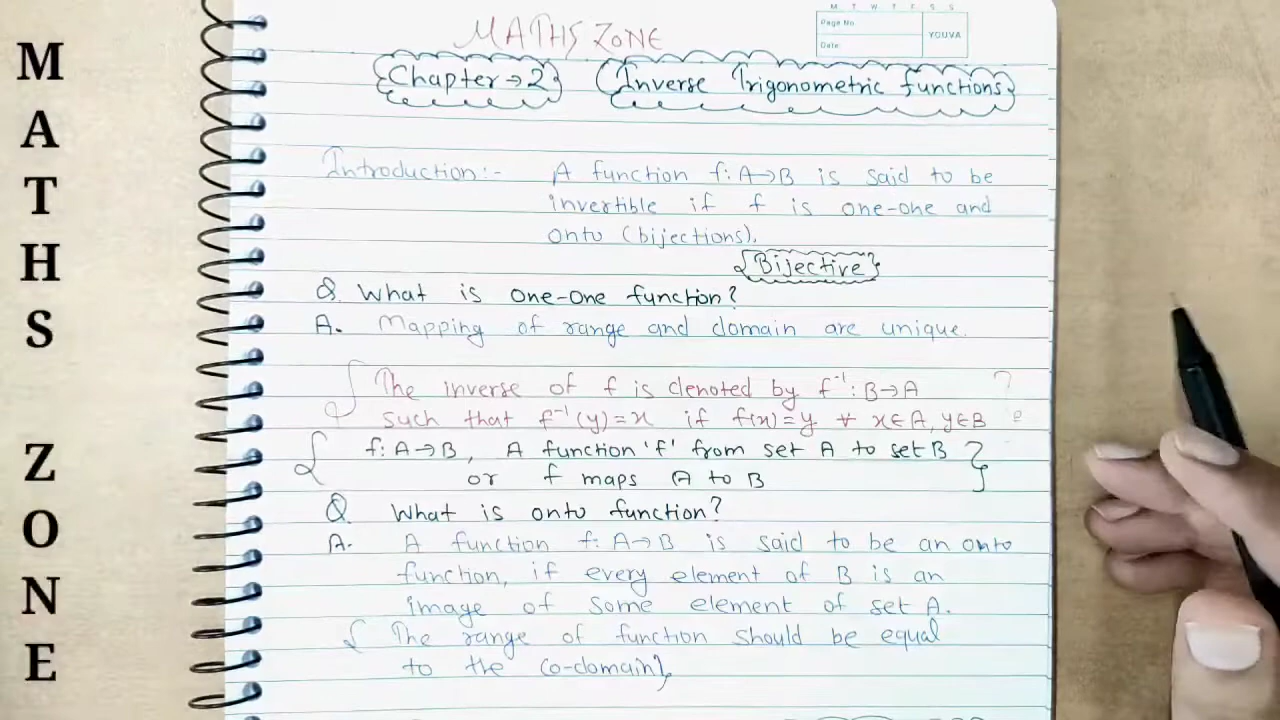 MATHS ZONE
MATHS ZONE
M T W T F S S
Page No
Date
YOUVA
Chapter → 2 Inverse Trigonometric functions
Introduction:- A function f: A→B is said to be
invertible if f is one-one and
onto (bijections).
{Bijective}
Q. What is one-one function?
A. Mapping of range and domain are unique.
{ The inverse of f is denoted by f⁻¹: B→A
such that f⁻¹(y)=x if f(x)=y ∀ x∈A, y∈B
{ f: A→B, A function 'f' from set A to set B }
or f maps A to B
Q. What is onto function?
A. A function f: A→B is said to be an onto
function, if every element of B is an
image of some element of set A.
{ The range of function should be equal
to the Co-domain}